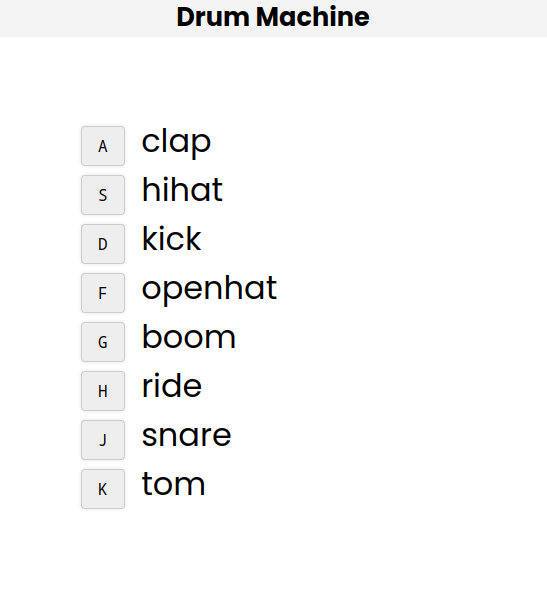 Drum Machine
A clap
S hihat
D kick
F openhat
G boom
H ride
J snare
K tom